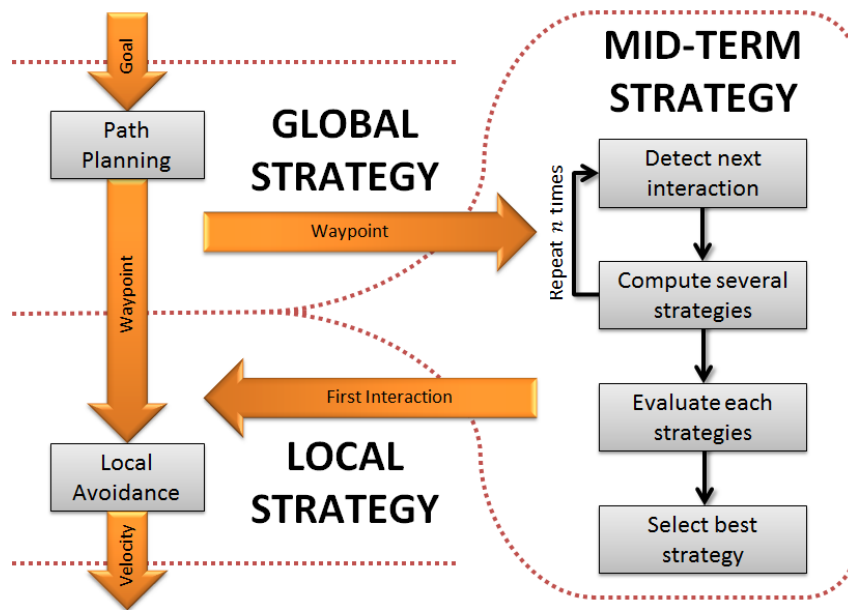 Goal
Path
Planning
GLOBAL
STRATEGY
Waypoint
Waypoint
First Interaction
Local
Avoidance
LOCAL
STRATEGY
Velocity
MID-TERM
STRATEGY
Detect next
interaction
Repeat n times
Compute several
strategies
Evaluate each
strategies
Select best
strategy